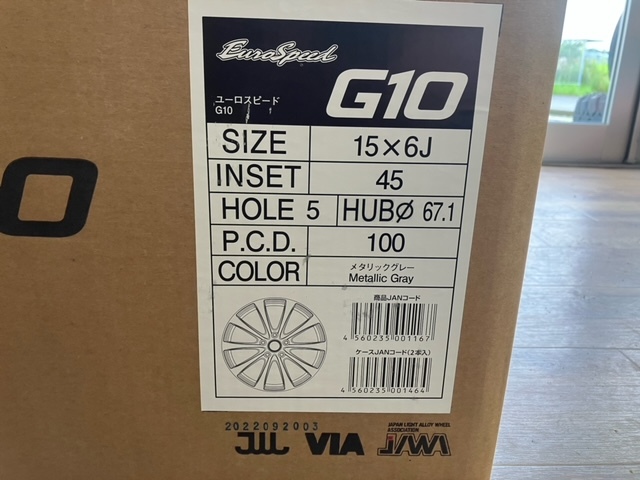 EuroSpeed
ユーロスピード
G10
G10
SIZE 15×6J
INSET 45
HOLE 5 HUBØ 67.1
P.C.D. 100
COLOR メタリックグレー
Metallic Gray
商品JANコード
4 560235 001167
ケースJANコード(2本入)
4 560235 001464
2022092003
JWL VIA JAPAN LIGHT ALLOY WHEEL
ASSOCIATION
JAWA